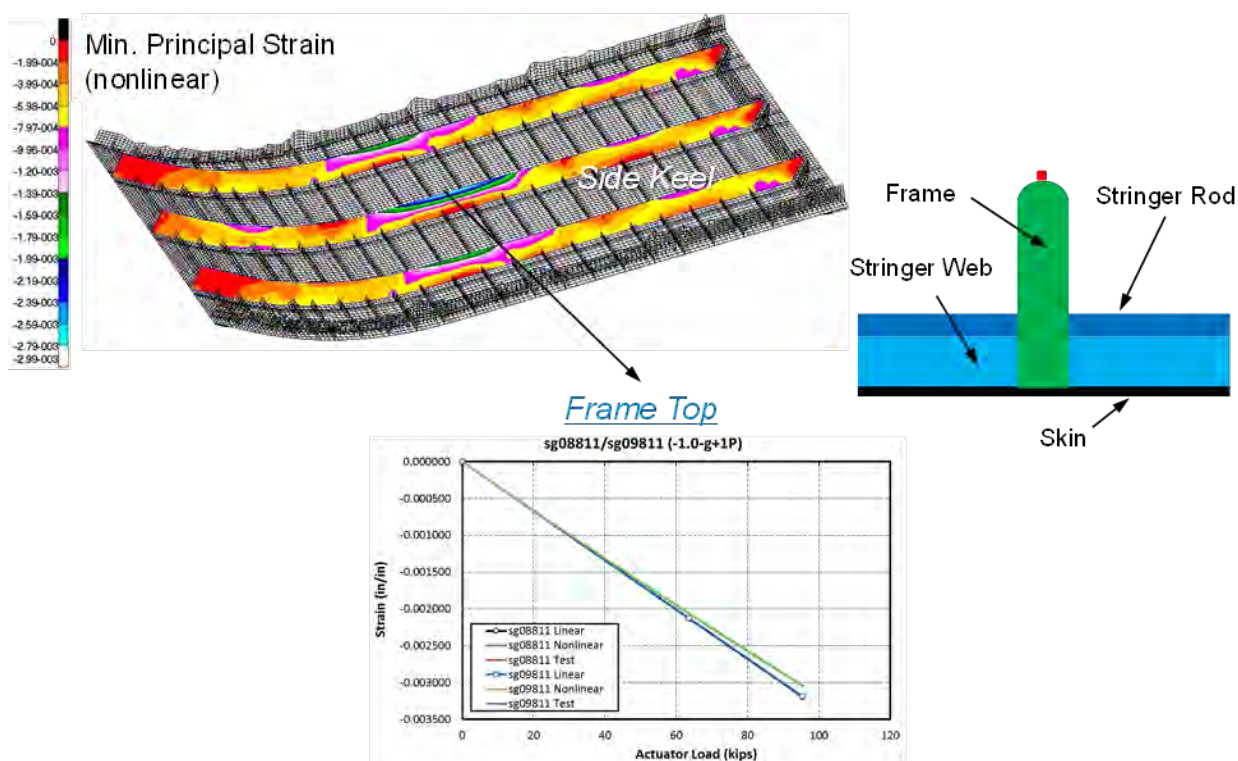 Min. Principal Strain
(nonlinear)
0
-1.99-004
-3.99-004
-5.98-004
-7.97-004
-9.96-004
-1.20-003
-1.39-003
-1.59-003
-1.79-003
-1.99-003
-2.19-003
-2.39-003
-2.59-003
-2.79-003
-2.99-003
Side Keel
Frame
Stringer Rod
Stringer Web
Skin
Frame Top
sg08811/sg09811 (-1.0-g+1P)
Strain (in/in)
0.000000
-0.000500
-0.001000
-0.001500
-0.002000
-0.002500
-0.003000
-0.003500
sg08811 Linear
sg08811 Nonlinear
sg08811 Test
sg09811 Linear
sg09811 Nonlinear
sg09811 Test
0 20 40 60 80 100 120
Actuator Load (kips)